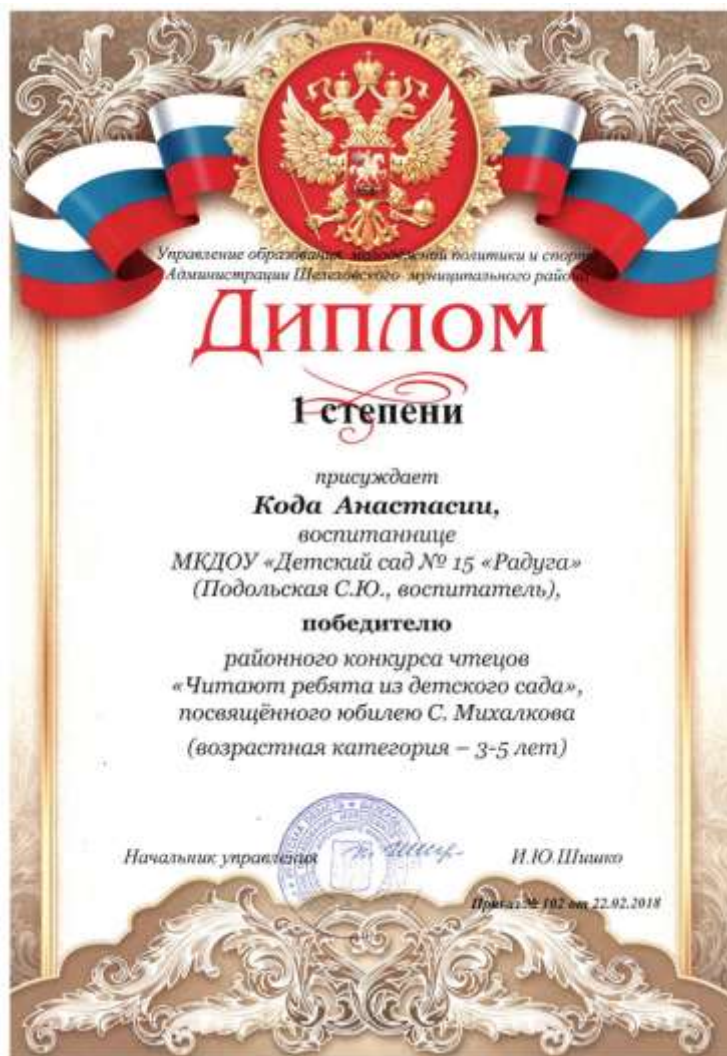 Управление образования, молодежной политики и спорта
Администрации Шелеховского муниципального района
Диплом
1 степени
присуждает
Кода Анастасии,
воспитаннице
МКДОУ «Детский сад № 15 «Радуга»
(Подольская С.Ю., воспитатель),
победителю
районного конкурса чтецов
«Читают ребята из детского сада»,
посвящённого юбилею С. Михалкова
(возрастная категория – 3-5 лет)
Начальник управления И.Ю.Шишко
Приказ № 102 от 22.02.2018